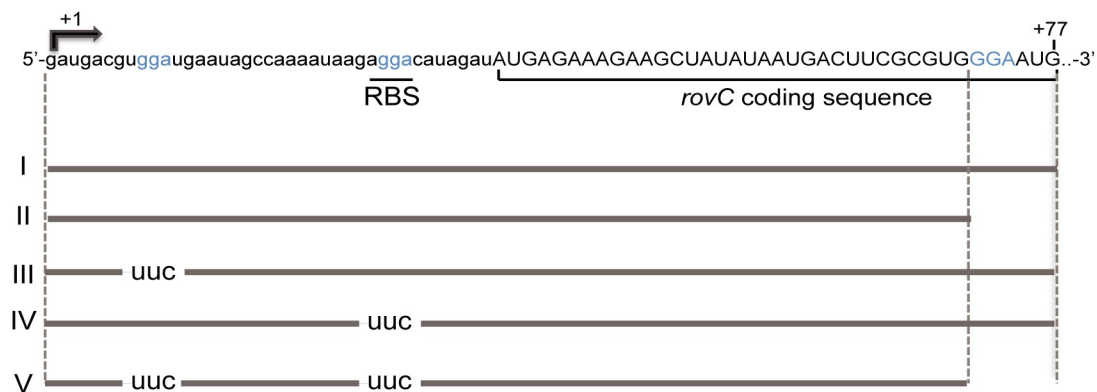 +1
+77
5'-gaugacguggaugaauagccaaaauaagaggacauagauAUGAGAAAGAAGCUAUAUAAUGACUUCGCGUGGGAAUG..-3'
RBS
rovC coding sequence
I
II
III uuc
IV uuc
V uuc uuc